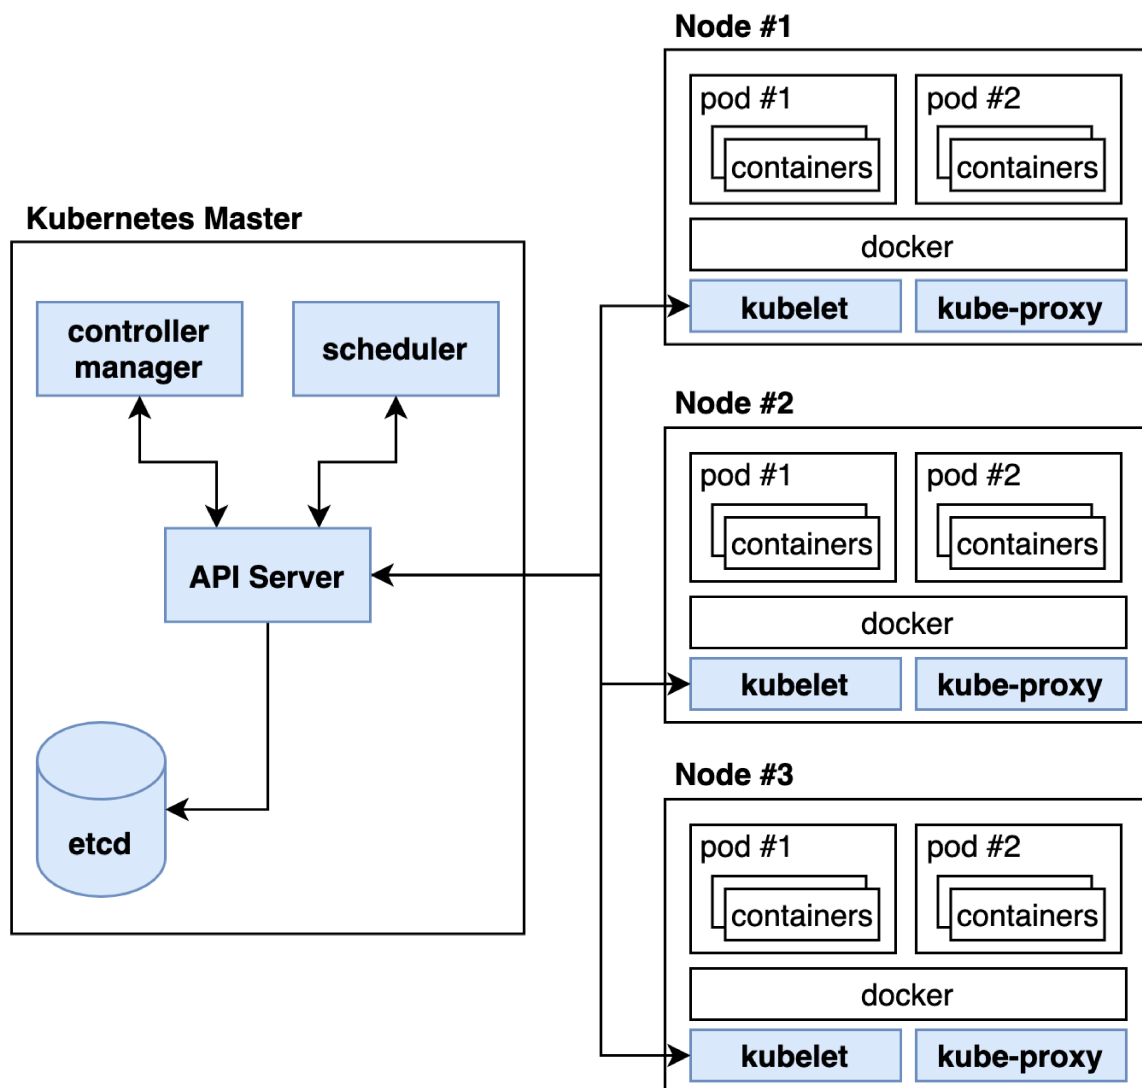 Kubernetes Master
controller
manager
scheduler
API Server
etcd
Node #1
pod #1
containers
pod #2
containers
docker
kubelet
kube-proxy
Node #2
pod #1
containers
pod #2
containers
docker
kubelet
kube-proxy
Node #3
pod #1
containers
pod #2
containers
docker
kubelet
kube-proxy